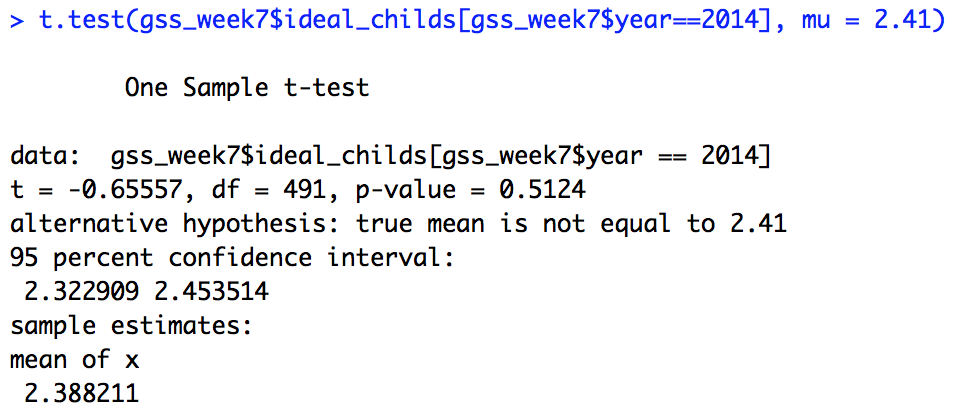 > t.test(gss_week7$ideal_childs[gss_week7$year==2014], mu = 2.41)
One Sample t-test
data:  gss_week7$ideal_childs[gss_week7$year == 2014]
t = -0.65557, df = 491, p-value = 0.5124
alternative hypothesis: true mean is not equal to 2.41
95 percent confidence interval:
 2.322909 2.453514
sample estimates:
mean of x
 2.388211